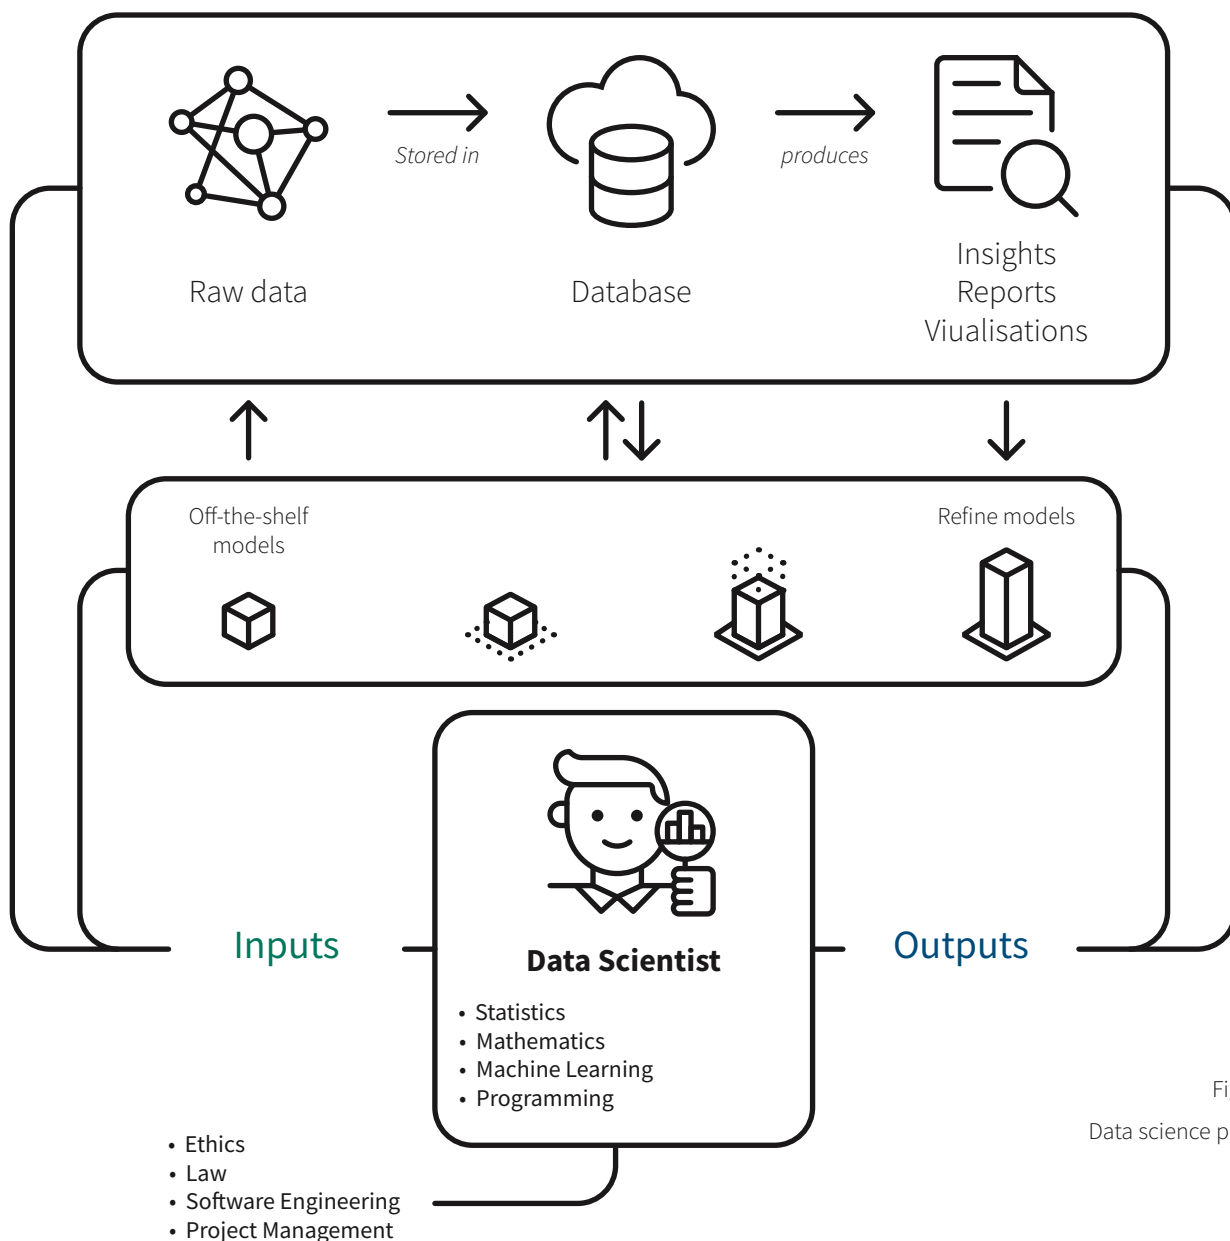 Stored in
produces
Raw data
Database
Insights
Reports
Viualisations
Off-the-shelf
models
Refine models
Inputs
Outputs
Data Scientist
• Statistics
• Mathematics
• Machine Learning
• Programming
• Ethics
• Law
• Software Engineering
• Project Management
Data science